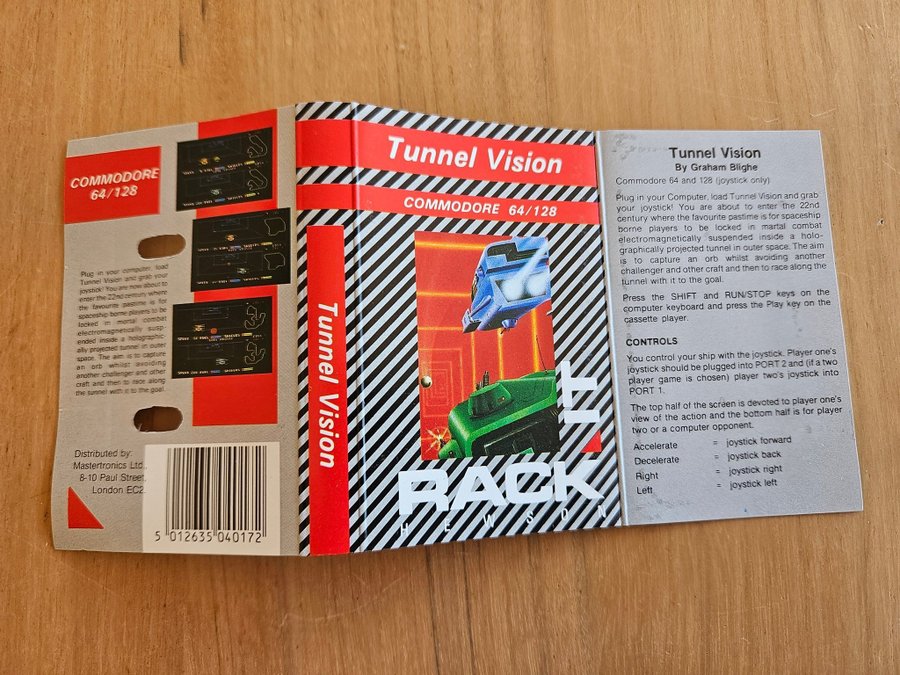 COMMODORE
64/128
Plug in your computer, load
Tunnel Vision and grab your
joystick! You are now about to
enter the 22nd century where
the favourite pastime is for
spaceship borne players to be
locked in martal combat
electromagnetically susp-
ended inside a holographic-
ally projected tunnel in outer
space. The aim is to capture
an orb whilst avoiding
another challenger and other
craft and then to race along
the tunnel with it to the goal.
Distributed by:
Mastertronics Ltd.,
8-10 Paul Street,
London EC2
5 012635 040172
Tunnel Vision
Tunnel Vision
COMMODORE 64/128
RACK
IT
HEWSON
Tunnel Vision
By Graham Blighe
Commodore 64 and 128 (joystick only)
Plug in your Computer, load Tunnel Vision and grab
your joystick! You are about to enter the 22nd
century where the favourite pastime is for spaceship
borne players to be locked in martal combat
electromagnetically suspended inside a holo-
graphically projected tunnel in outer space. The aim
is to capture an orb whilst avoiding another
challenger and other craft and then to race along the
tunnel with it to the goal.
Press the SHIFT and RUN/STOP keys on the
computer keyboard and press the Play key on the
cassette player.
CONTROLS
You control your ship with the joystick. Player one's
joystick should be plugged into PORT 2 and (if a two
player game is chosen) player two's joystick into
PORT 1.
The top half of the screen is devoted to player one's
view of the action and the bottom half is for player
two or a computer opponent.
Accelerate = joystick forward
Decelerate = joystick back
Right = joystick right
Left = joystick left